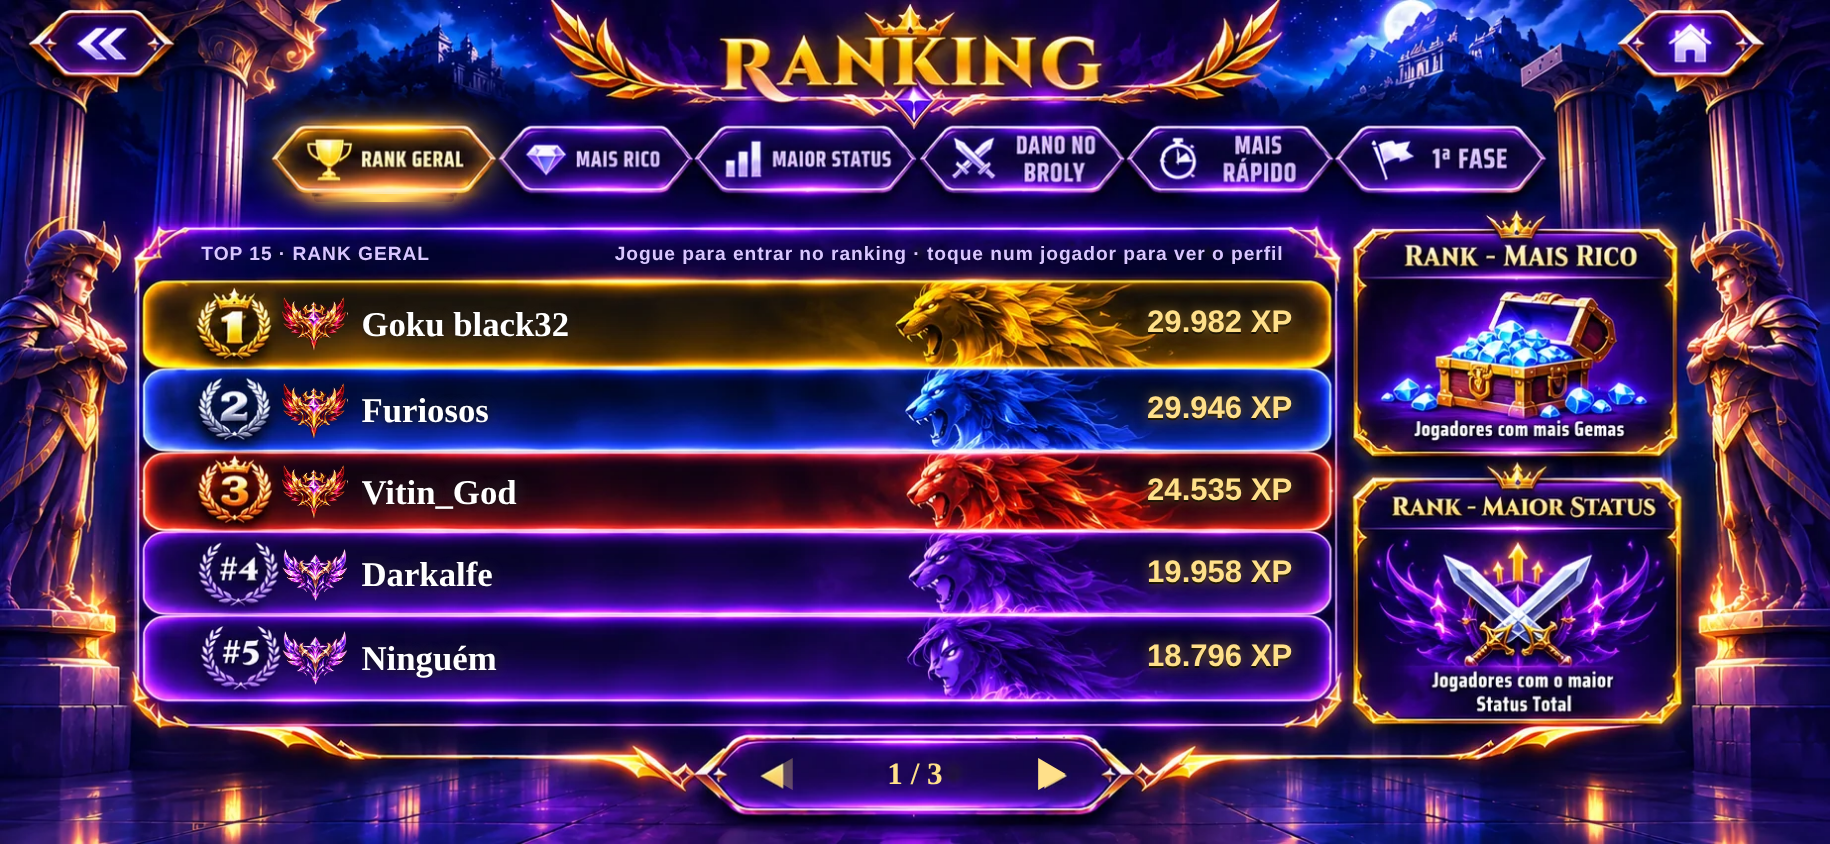 RANKING
RANK GERAL
MAIS RICO
MAIOR STATUS
DANO NO
BROLY
MAIS
RÁPIDO
1ª FASE
TOP 15 · RANK GERAL
Jogue para entrar no ranking · toque num jogador para ver o perfil
1 Goku black32 29.982 XP
2 Furiosos 29.946 XP
3 Vitin_God 24.535 XP
#4 Darkalfe 19.958 XP
#5 Ninguém 18.796 XP
RANK - MAIS RICO
Jogadores com mais Gemas
RANK - MAIOR STATUS
Jogadores com o maior
Status Total
1 / 3